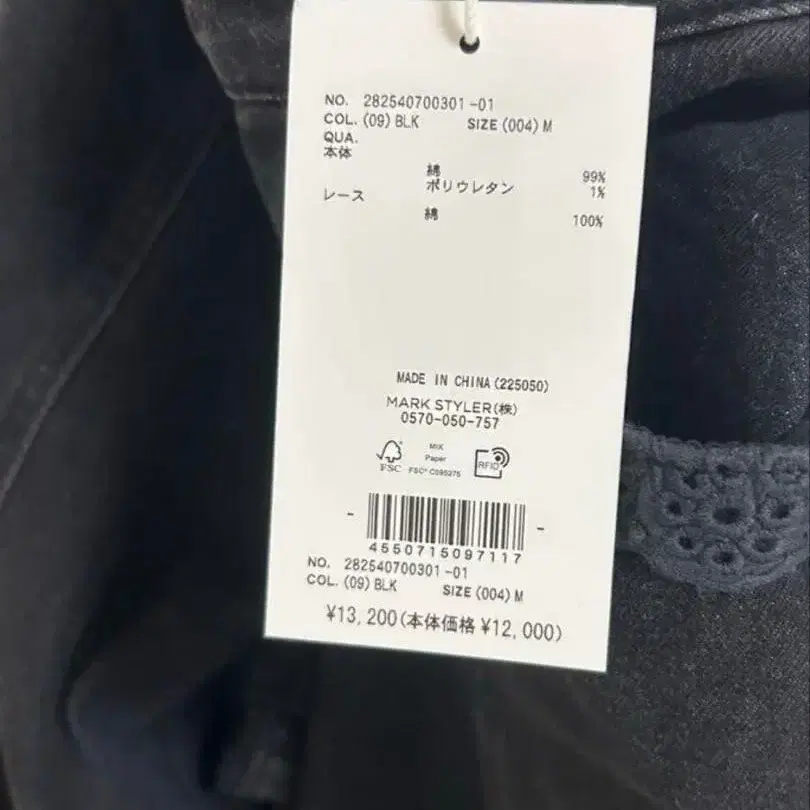 NO. 282540700301-01
COL. (09) BLK SIZE (004) M
QUA.
本体
綿 99%
ポリウレタン 1%
レース
綿 100%
MADE IN CHINA (225050)
MARK STYLER(株)
0570-050-757
FSC
MIX
Paper
FSC® C095275
RFID
4550715097117
NO. 282540700301-01
COL. (09) BLK SIZE (004) M
¥13,200(本体価格 ¥12,000)